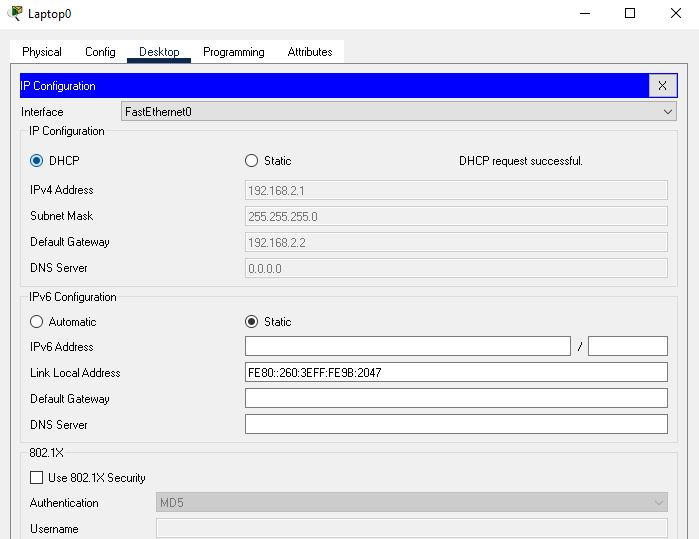 Laptop0
Physical Config Desktop Programming Attributes
IP Configuration X
Interface FastEthernet0
IP Configuration
DHCP Static DHCP request successful.
IPv4 Address 192.168.2.1
Subnet Mask 255.255.255.0
Default Gateway 192.168.2.2
DNS Server 0.0.0.0
IPv6 Configuration
Automatic Static
IPv6 Address /
Link Local Address FE80::260:3EFF:FE9B:2047
Default Gateway
DNS Server
802.1X
Use 802.1X Security
Authentication MD5
Username